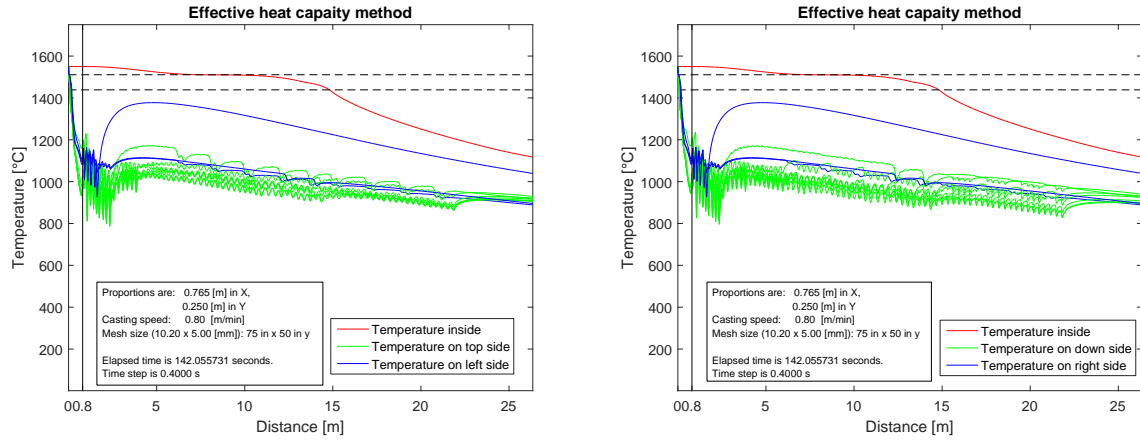 Effective heat capaity method
1600
1400
1200
1000
800
600
400
200
Temperature [°C]
Proportions are: 0.765 [m] in X,
0.250 [m] in Y
Casting speed: 0.80 [m/min]
Mesh size (10.20 x 5.00 [mm]): 75 in x 50 in y
Elapsed time is 142.055731 seconds.
Time step is 0.4000 s
Temperature inside
Temperature on top side
Temperature on left side
00.8 5 10 15 20 25
Distance [m]
Effective heat capaity method
1600
1400
1200
1000
800
600
400
200
Temperature [°C]
Proportions are: 0.765 [m] in X,
0.250 [m] in Y
Casting speed: 0.80 [m/min]
Mesh size (10.20 x 5.00 [mm]): 75 in x 50 in y
Elapsed time is 142.055731 seconds.
Time step is 0.4000 s
Temperature inside
Temperature on down side
Temperature on right side
00.8 5 10 15 20 25
Distance [m]